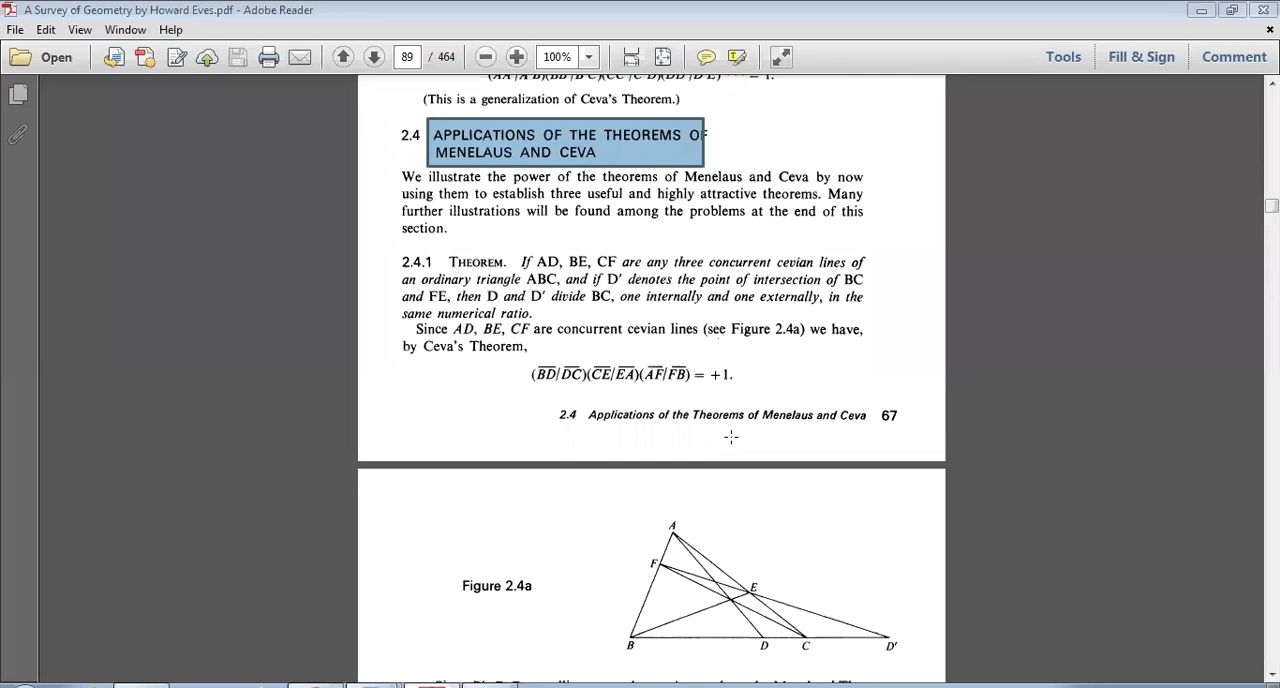 A Survey of Geometry by Howard Eves.pdf - Adobe Reader
File Edit View Window Help
Open 89 / 464 100% Tools Fill & Sign Comment
(This is a generalization of Ceva's Theorem.)
2.4 APPLICATIONS OF THE THEOREMS OF
MENELAUS AND CEVA
We illustrate the power of the theorems of Menelaus and Ceva by now
using them to establish three useful and highly attractive theorems. Many
further illustrations will be found among the problems at the end of this
section.
2.4.1 THEOREM. If AD, BE, CF are any three concurrent cevian lines of
an ordinary triangle ABC, and if D′ denotes the point of intersection of BC
and FE, then D and D′ divide BC, one internally and one externally, in the
same numerical ratio.
Since AD, BE, CF are concurrent cevian lines (see Figure 2.4a) we have,
by Ceva's Theorem,
(B̅D̅/D̅C̅)(C̅E̅/E̅A̅)(A̅F̅/F̅B̅) = +1.
2.4 Applications of the Theorems of Menelaus and Ceva 67
A
F
Figure 2.4a
E
B D C D′